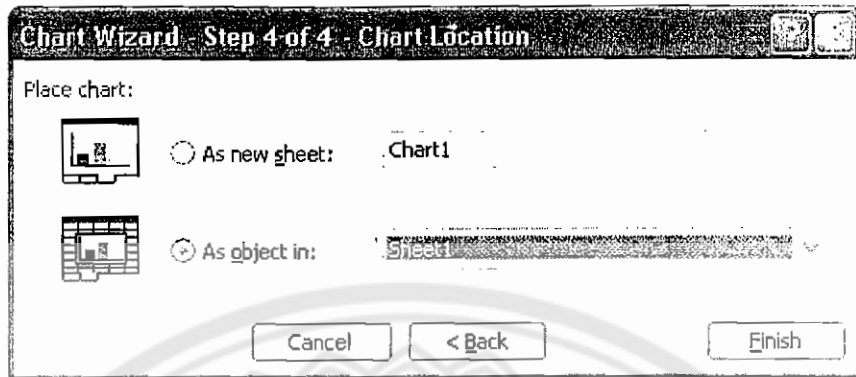 Chart Wizard - Step 4 of 4 - Chart Location
Place chart:
As new sheet: Chart1
As object in: Sheet1
Cancel < Back Finish